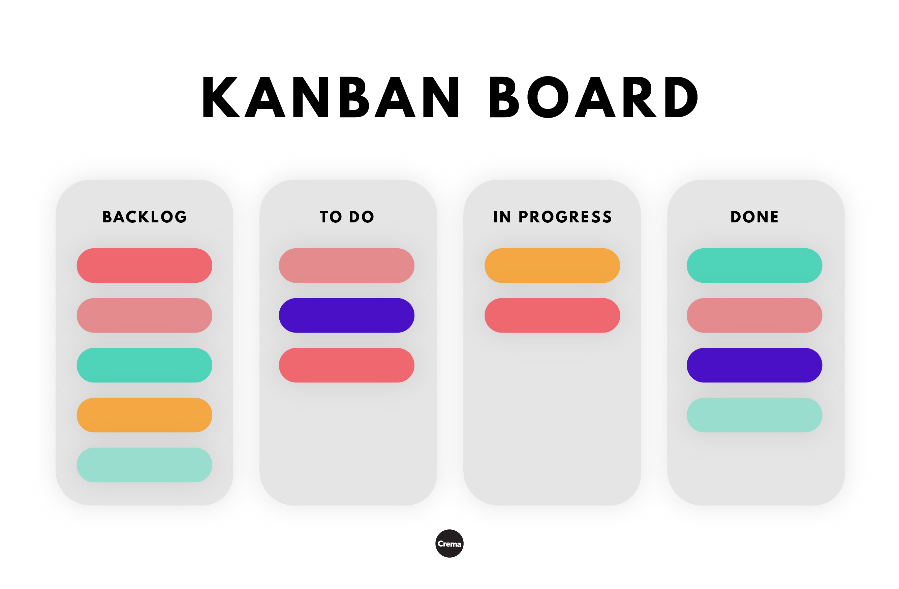 KANBAN BOARD
BACKLOG
TO DO
IN PROGRESS
DONE
Crema